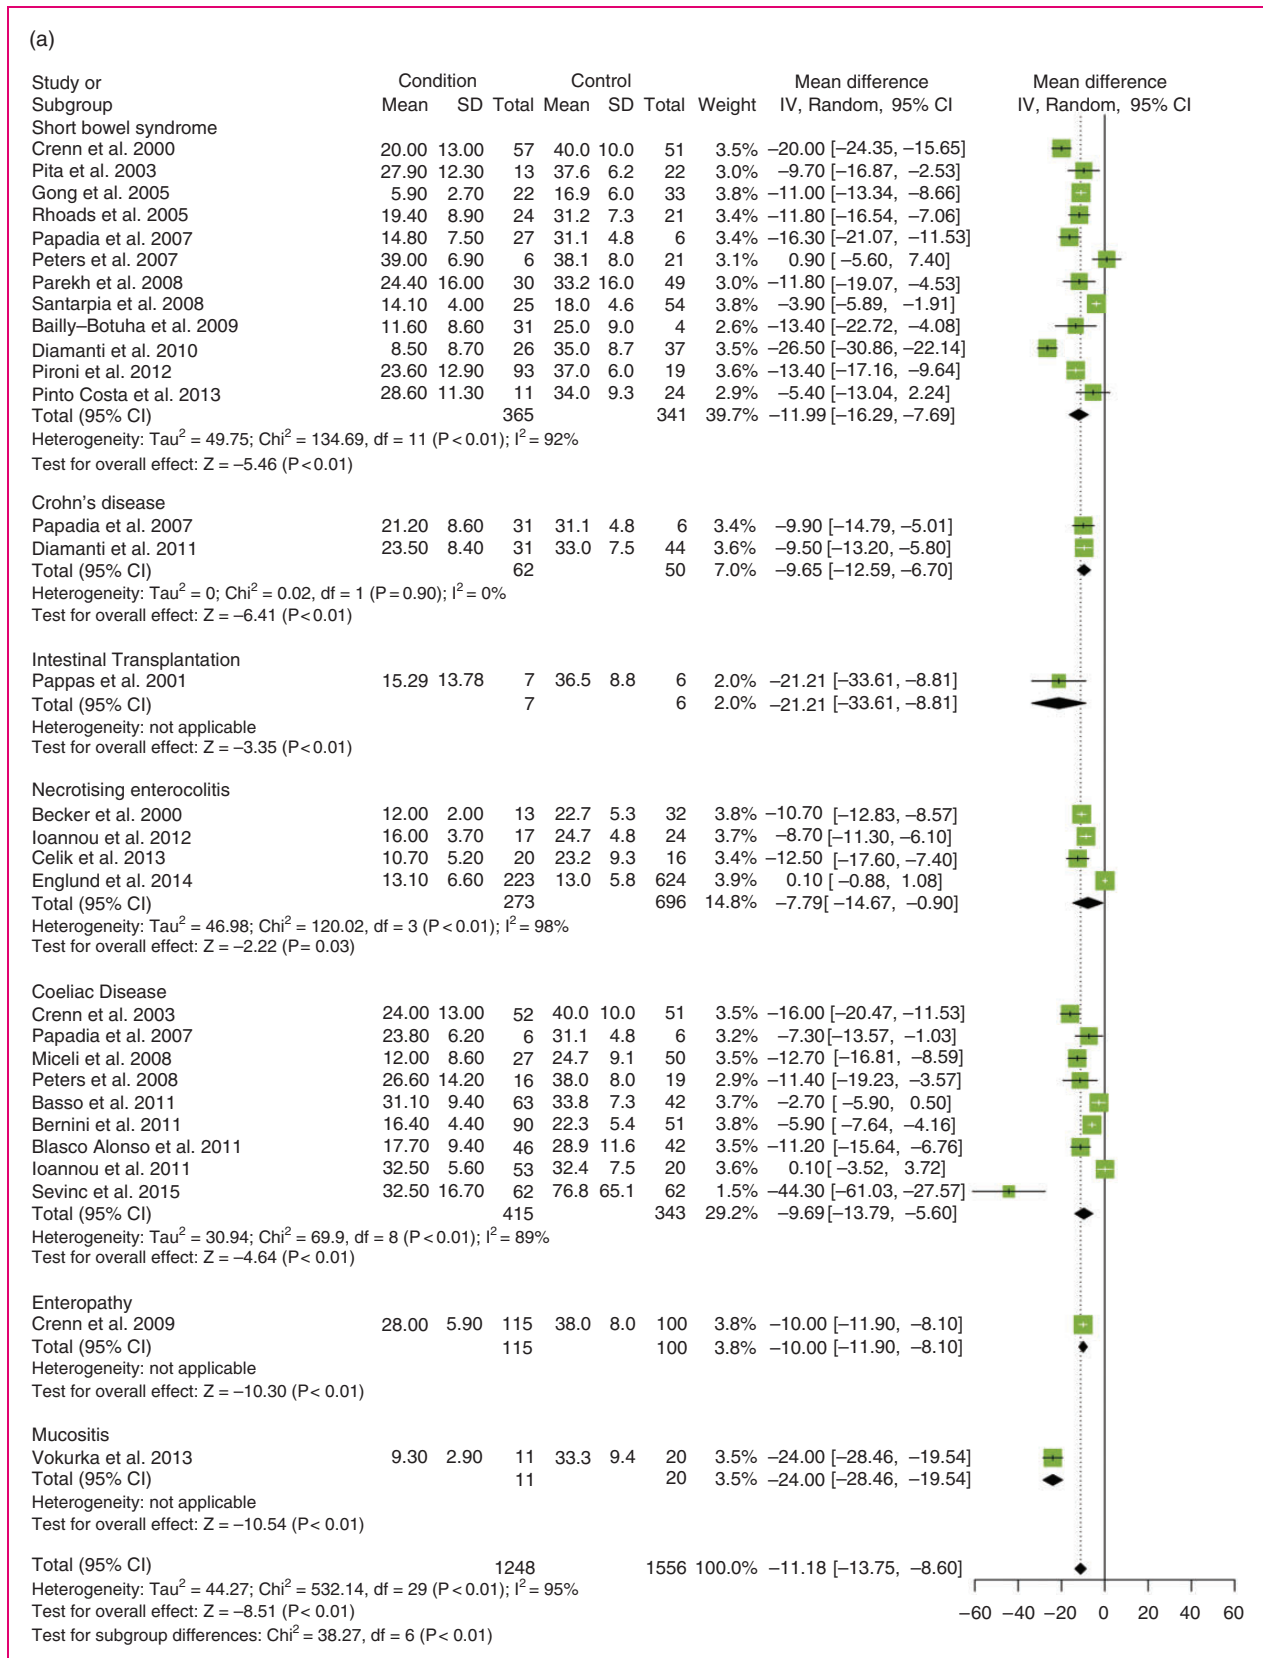 (a)
Study or Condition Control Mean difference Mean difference
Subgroup Mean SD Total Mean SD Total Weight IV, Random, 95% CI IV, Random, 95% CI
Short bowel syndrome
Crenn et al. 2000 20.00 13.00 57 40.0 10.0 51 3.5% –20.00 [–24.35, –15.65]
Pita et al. 2003 27.90 12.30 13 37.6 6.2 22 3.0% –9.70 [–16.87, –2.53]
Gong et al. 2005 5.90 2.70 22 16.9 6.0 33 3.8% –11.00 [–13.34, –8.66]
Rhoads et al. 2005 19.40 8.90 24 31.2 7.3 21 3.4% –11.80 [–16.54, –7.06]
Papadia et al. 2007 14.80 7.50 27 31.1 4.8 6 3.4% –16.30 [–21.07, –11.53]
Peters et al. 2007 39.00 6.90 6 38.1 8.0 21 3.1% 0.90 [ –5.60, 7.40]
Parekh et al. 2008 24.40 16.00 30 33.2 16.0 49 3.0% –11.80 [–19.07, –4.53]
Santarpia et al. 2008 14.10 4.00 25 18.0 4.6 54 3.8% –3.90 [–5.89, –1.91]
Bailly–Botuha et al. 2009 11.60 8.60 31 25.0 9.0 4 2.6% –13.40 [–22.72, –4.08]
Diamanti et al. 2010 8.50 8.70 26 35.0 8.7 37 3.5% –26.50 [–30.86, –22.14]
Pironi et al. 2012 23.60 12.90 93 37.0 6.0 19 3.6% –13.40 [–17.16, –9.64]
Pinto Costa et al. 2013 28.60 11.30 11 34.0 9.3 24 2.9% –5.40 [–13.04, 2.24]
Total (95% CI) 365 341 39.7% –11.99 [–16.29, –7.69]
Heterogeneity: Tau² = 49.75; Chi² = 134.69, df = 11 (P < 0.01); I² = 92%
Test for overall effect: Z = –5.46 (P < 0.01)
Crohn's disease
Papadia et al. 2007 21.20 8.60 31 31.1 4.8 6 3.4% –9.90 [–14.79, –5.01]
Diamanti et al. 2011 23.50 8.40 31 33.0 7.5 44 3.6% –9.50 [–13.20, –5.80]
Total (95% CI) 62 50 7.0% –9.65 [–12.59, –6.70]
Heterogeneity: Tau² = 0; Chi² = 0.02, df = 1 (P = 0.90); I² = 0%
Test for overall effect: Z = –6.41 (P < 0.01)
Intestinal Transplantation
Pappas et al. 2001 15.29 13.78 7 36.5 8.8 6 2.0% –21.21 [–33.61, –8.81]
Total (95% CI) 7 6 2.0% –21.21 [–33.61, –8.81]
Heterogeneity: not applicable
Test for overall effect: Z = –3.35 (P < 0.01)
Necrotising enterocolitis
Becker et al. 2000 12.00 2.00 13 22.7 5.3 32 3.8% –10.70 [–12.83, –8.57]
Ioannou et al. 2012 16.00 3.70 17 24.7 4.8 24 3.7% –8.70 [–11.30, –6.10]
Celik et al. 2013 10.70 5.20 20 23.2 9.3 16 3.4% –12.50 [–17.60, –7.40]
Englund et al. 2014 13.10 6.60 223 13.0 5.8 624 3.9% 0.10 [ –0.88, 1.08]
Total (95% CI) 273 696 14.8% –7.79[ –14.67, –0.90]
Heterogeneity: Tau² = 46.98; Chi² = 120.02, df = 3 (P < 0.01); I² = 98%
Test for overall effect: Z = –2.22 (P = 0.03)
Coeliac Disease
Crenn et al. 2003 24.00 13.00 52 40.0 10.0 51 3.5% –16.00 [–20.47, –11.53]
Papadia et al. 2007 23.80 6.20 6 31.1 4.8 6 3.2% –7.30 [–13.57, –1.03]
Miceli et al. 2008 12.00 8.60 27 24.7 9.1 50 3.5% –12.70 [–16.81, –8.59]
Peters et al. 2008 26.60 14.20 16 38.0 8.0 19 2.9% –11.40 [–19.23, –3.57]
Basso et al. 2011 31.10 9.40 63 33.8 7.3 42 3.7% –2.70 [ –5.90, 0.50]
Bernini et al. 2011 16.40 4.40 90 22.3 5.4 51 3.8% –5.90 [ –7.64, –4.16]
Blasco Alonso et al. 2011 17.70 9.40 46 28.9 11.6 42 3.5% –11.20 [–15.64, –6.76]
Ioannou et al. 2011 32.50 5.60 53 32.4 7.5 20 3.6% 0.10 [ –3.52, 3.72]
Sevinc et al. 2015 32.50 16.70 62 76.8 65.1 62 1.5% –44.30 [–61.03, –27.57]
Total (95% CI) 415 343 29.2% –9.69 [–13.79, –5.60]
Heterogeneity: Tau² = 30.94; Chi² = 69.9, df = 8 (P < 0.01); I² = 89%
Test for overall effect: Z = –4.64 (P < 0.01)
Enteropathy
Crenn et al. 2009 28.00 5.90 115 38.0 8.0 100 3.8% –10.00 [–11.90, –8.10]
Total (95% CI) 115 100 3.8% –10.00 [–11.90, –8.10]
Heterogeneity: not applicable
Test for overall effect: Z = –10.30 (P < 0.01)
Mucositis
Vokurka et al. 2013 9.30 2.90 11 33.3 9.4 20 3.5% –24.00 [–28.46, –19.54]
Total (95% CI) 11 20 3.5% –24.00 [–28.46, –19.54]
Heterogeneity: not applicable
Test for overall effect: Z = –10.54 (P < 0.01)
Total (95% CI) 1248 1556 100.0% –11.18 [–13.75, –8.60]
Heterogeneity: Tau² = 44.27; Chi² = 532.14, df = 29 (P < 0.01); I² = 95%
Test for overall effect: Z = –8.51 (P < 0.01)
Test for subgroup differences: Chi² = 38.27, df = 6 (P < 0.01)
–60 –40 –20 0 20 40 60